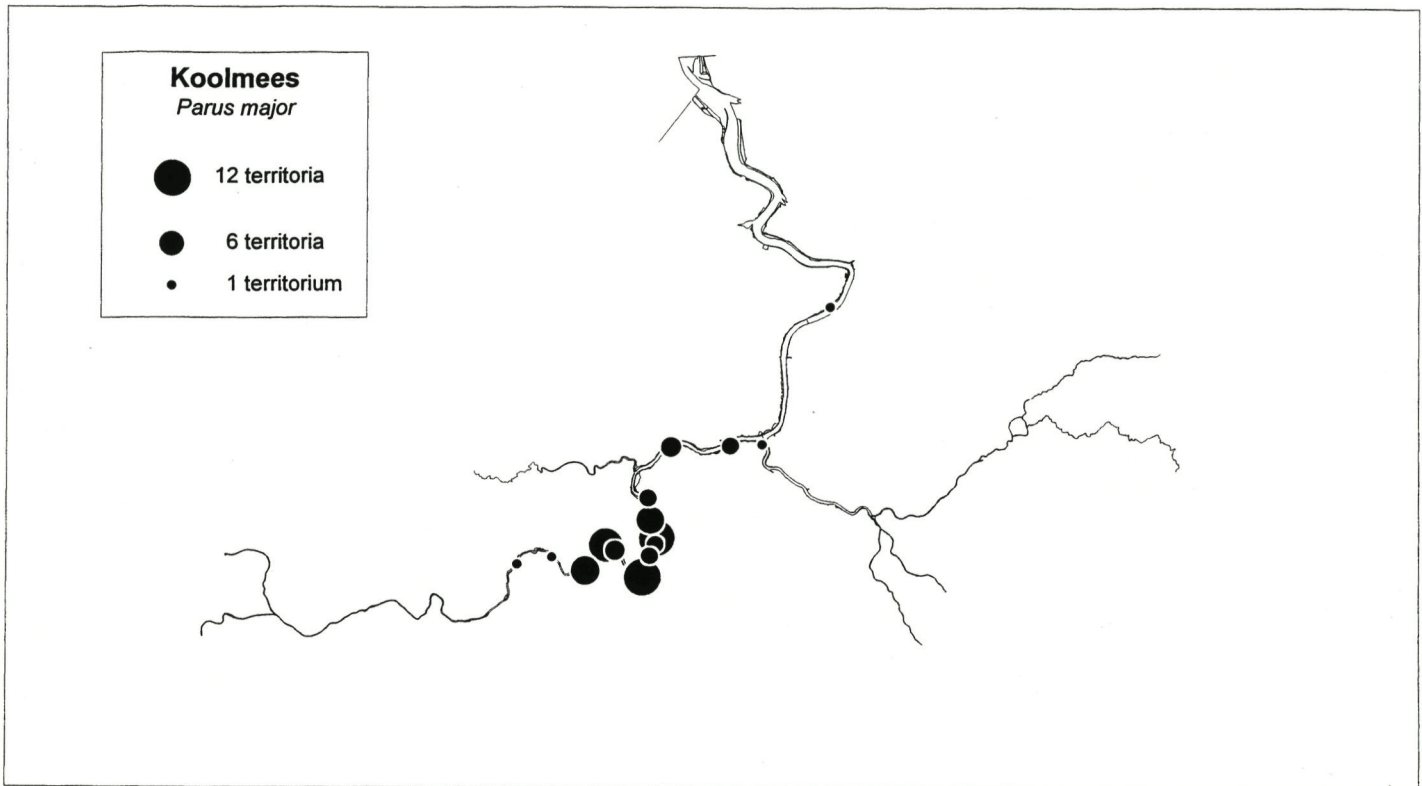 Koolmees
Parus major
12 territoria
6 territoria
1 territorium